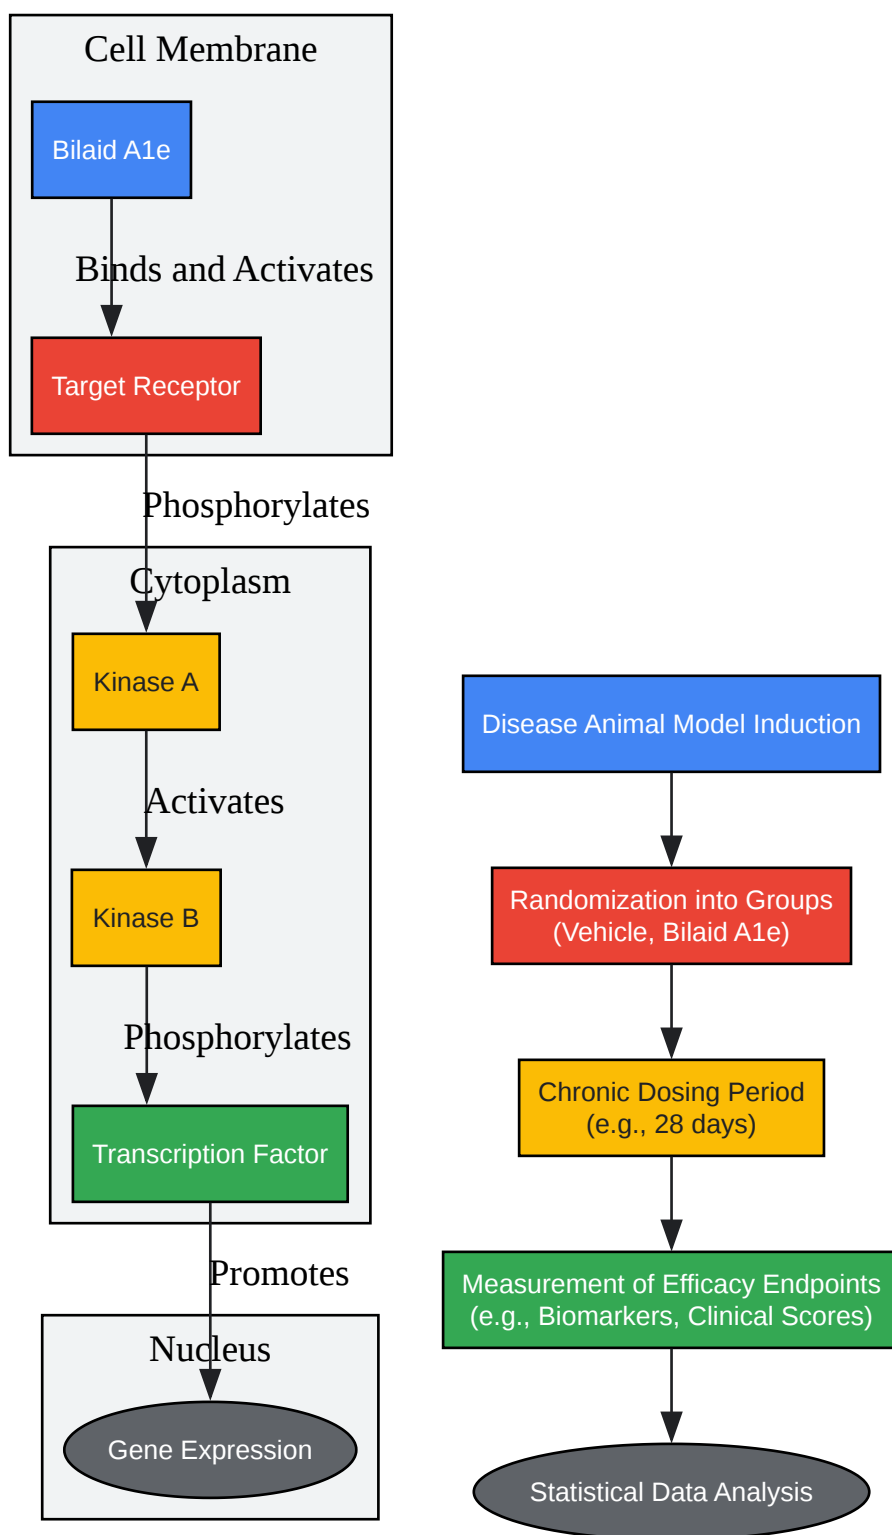 Cell Membrane
Bilaid A1e
Binds and Activates
Target Receptor
Phosphorylates
Cytoplasm
Kinase A
Activates
Kinase B
Phosphorylates
Transcription Factor
Promotes
Nucleus
Gene Expression
Disease Animal Model Induction
Randomization into Groups
(Vehicle, Bilaid A1e)
Chronic Dosing Period
(e.g., 28 days)
Measurement of Efficacy Endpoints
(e.g., Biomarkers, Clinical Scores)
Statistical Data Analysis